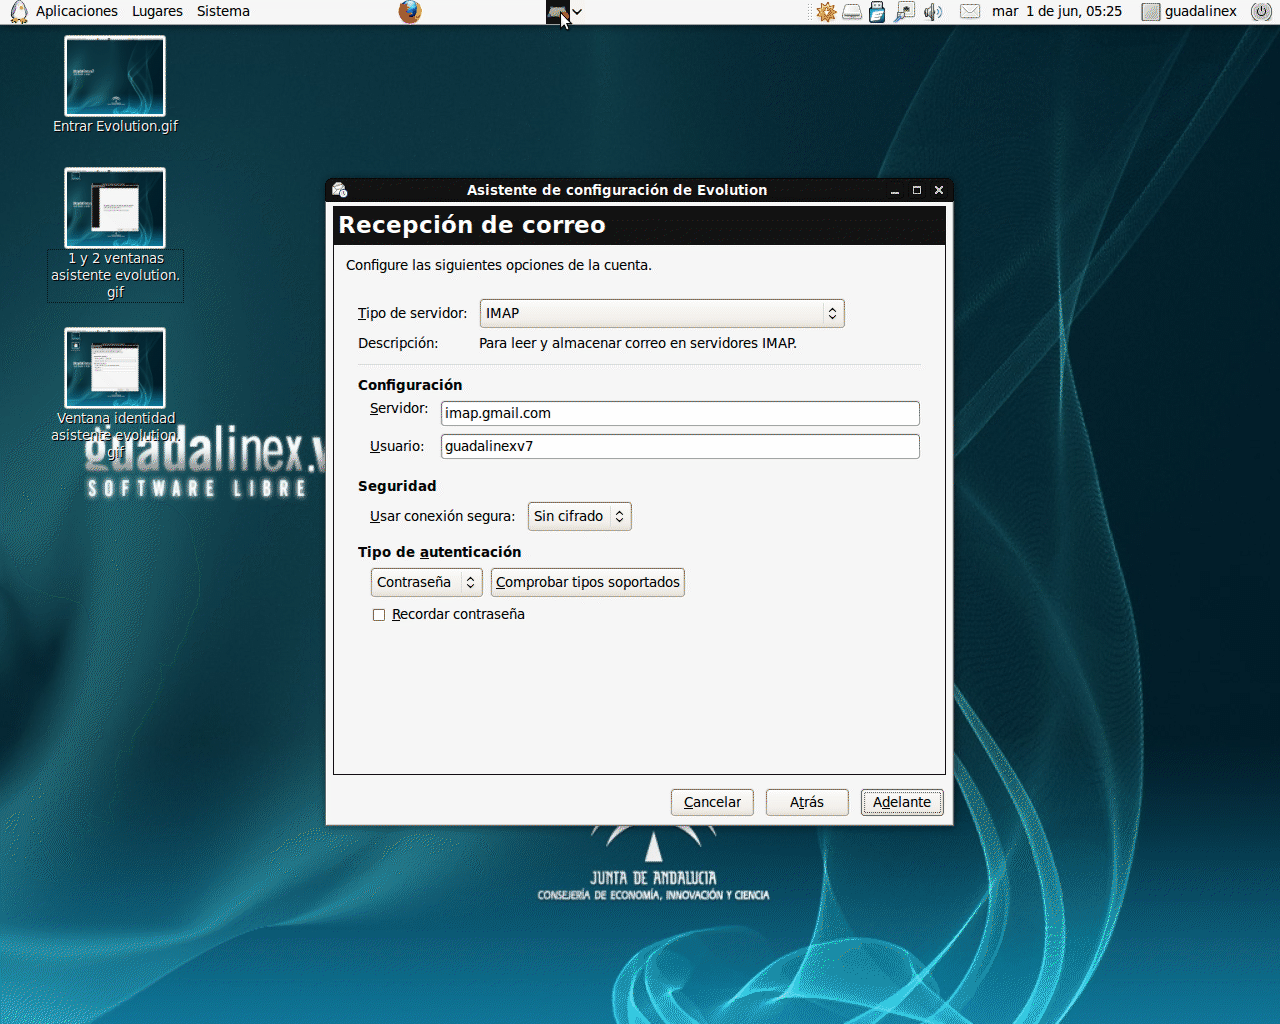 Aplicaciones Lugares Sistema
mar 1 de jun, 05:25 guadalinex
Entrar Evolution.gif
1 y 2 ventanas
asistente evolution.
gif
Ventana identidad
asistente evolution.
gif
guadalinex.v
SOFTWARE LIBRE
Asistente de configuración de Evolution
Recepción de correo
Configure las siguientes opciones de la cuenta.
Tipo de servidor: IMAP
Descripción: Para leer y almacenar correo en servidores IMAP.
Configuración
Servidor: imap.gmail.com
Usuario: guadalinexv7
Seguridad
Usar conexión segura: Sin cifrado
Tipo de autenticación
Contraseña Comprobar tipos soportados
Recordar contraseña
Cancelar Atrás Adelante
JUNTA DE ANDALUCIA
CONSEJERÍA DE ECONOMÍA, INNOVACIÓN Y CIENCIA